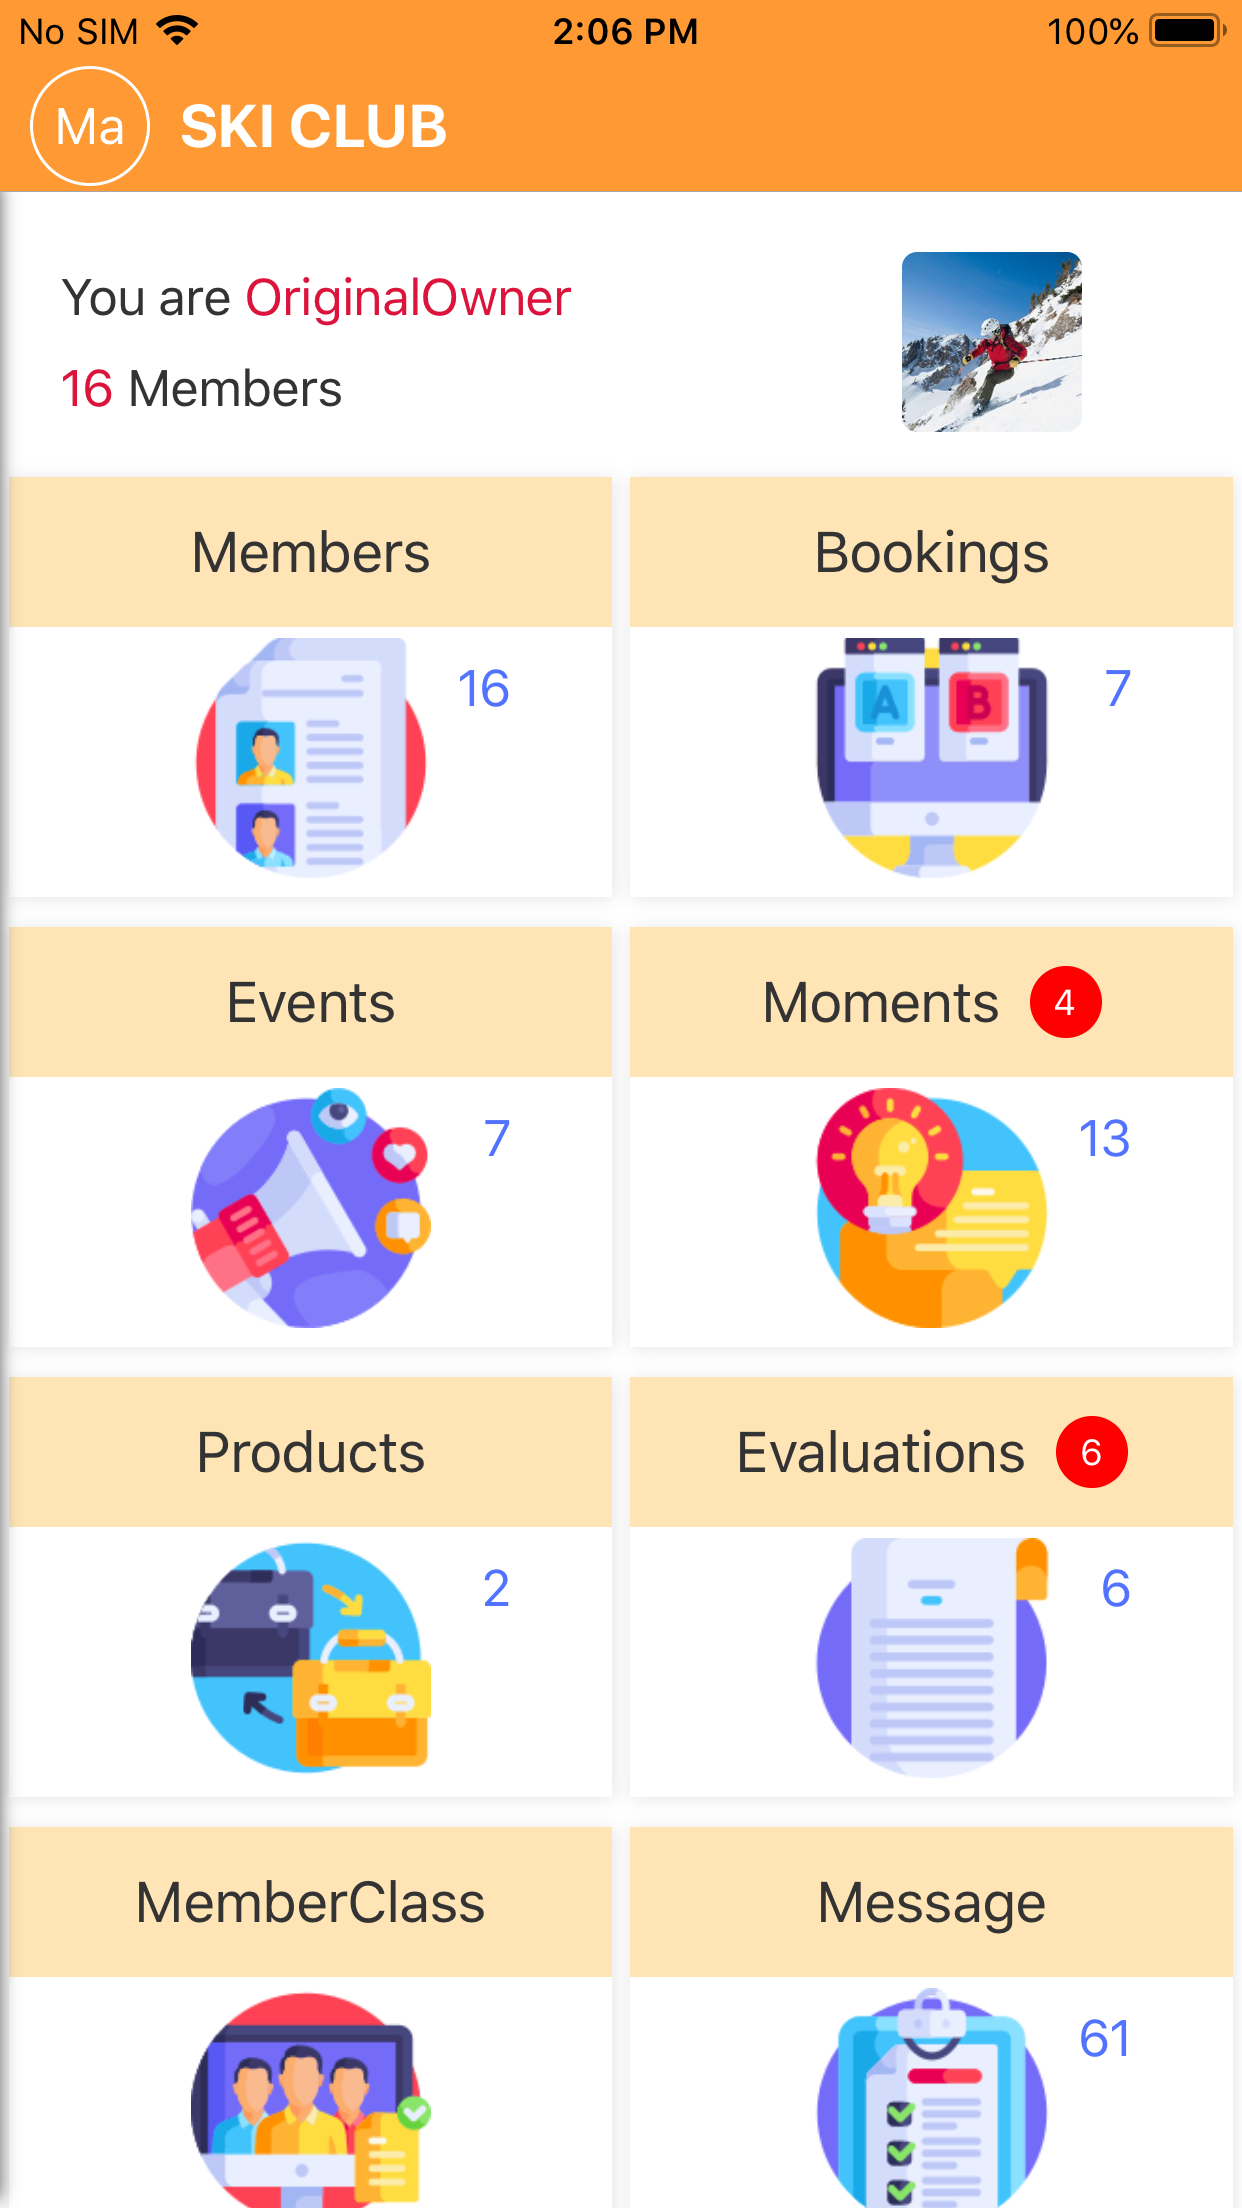 No SIM 2:06 PM 100%
Ma SKI CLUB
You are OriginalOwner
16 Members
Members Bookings
16 7
A B
Events Moments 4
7 13
Products Evaluations 6
2 6
MemberClass Message
61